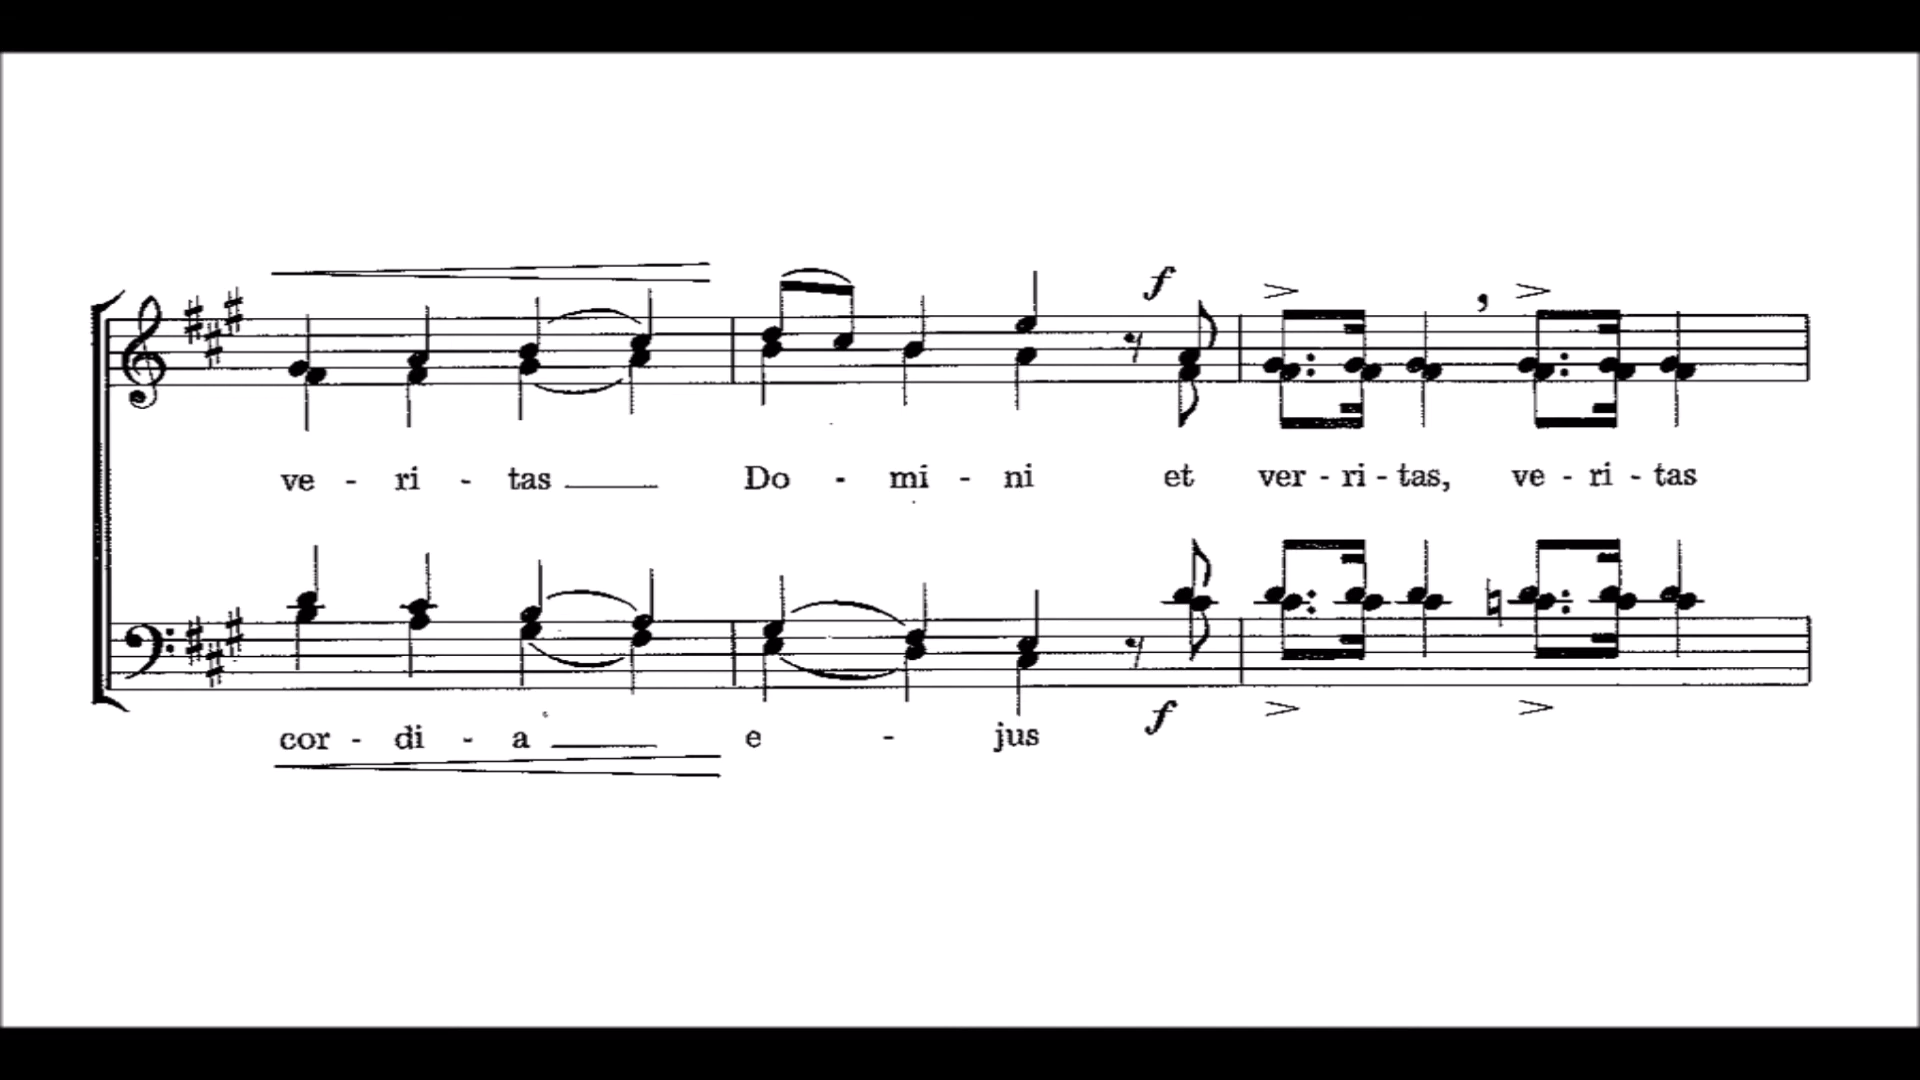 f
ve - ri - tas Do - mi - ni et ver - ri - tas, ve - ri - tas
cor - di - a e - jus f